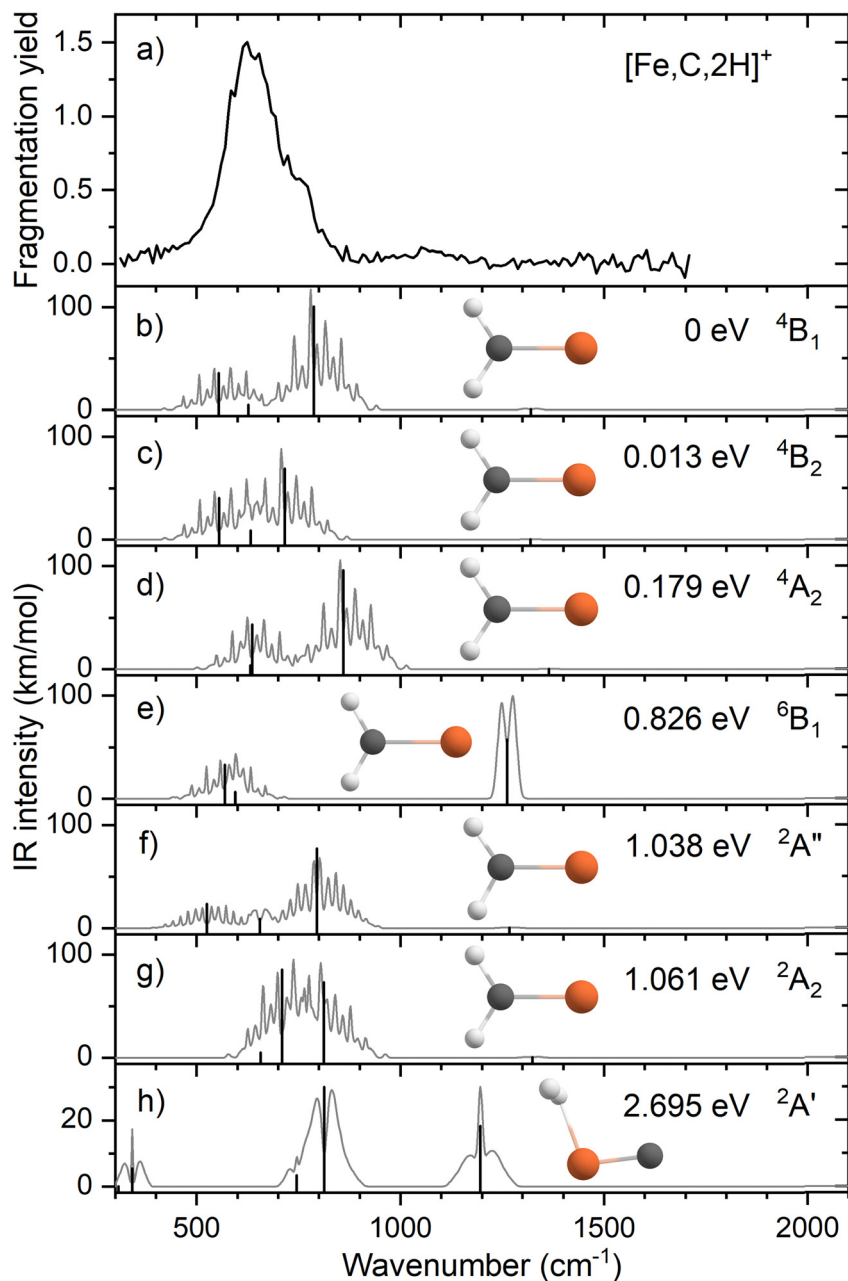 a)
[Fe,C,2H]⁺
1.5
1.0
0.5
0.0
Fragmentation yield
b)
0 eV ⁴B₁
100
0
c)
0.013 eV ⁴B₂
100
0
d)
0.179 eV ⁴A₂
100
0
e)
0.826 eV ⁶B₁
100
0
f)
1.038 eV ²A"
100
0
g)
1.061 eV ²A₂
100
0
h)
2.695 eV ²A'
20
0
IR intensity (km/mol)
500 1000 1500 2000
Wavenumber (cm⁻¹)